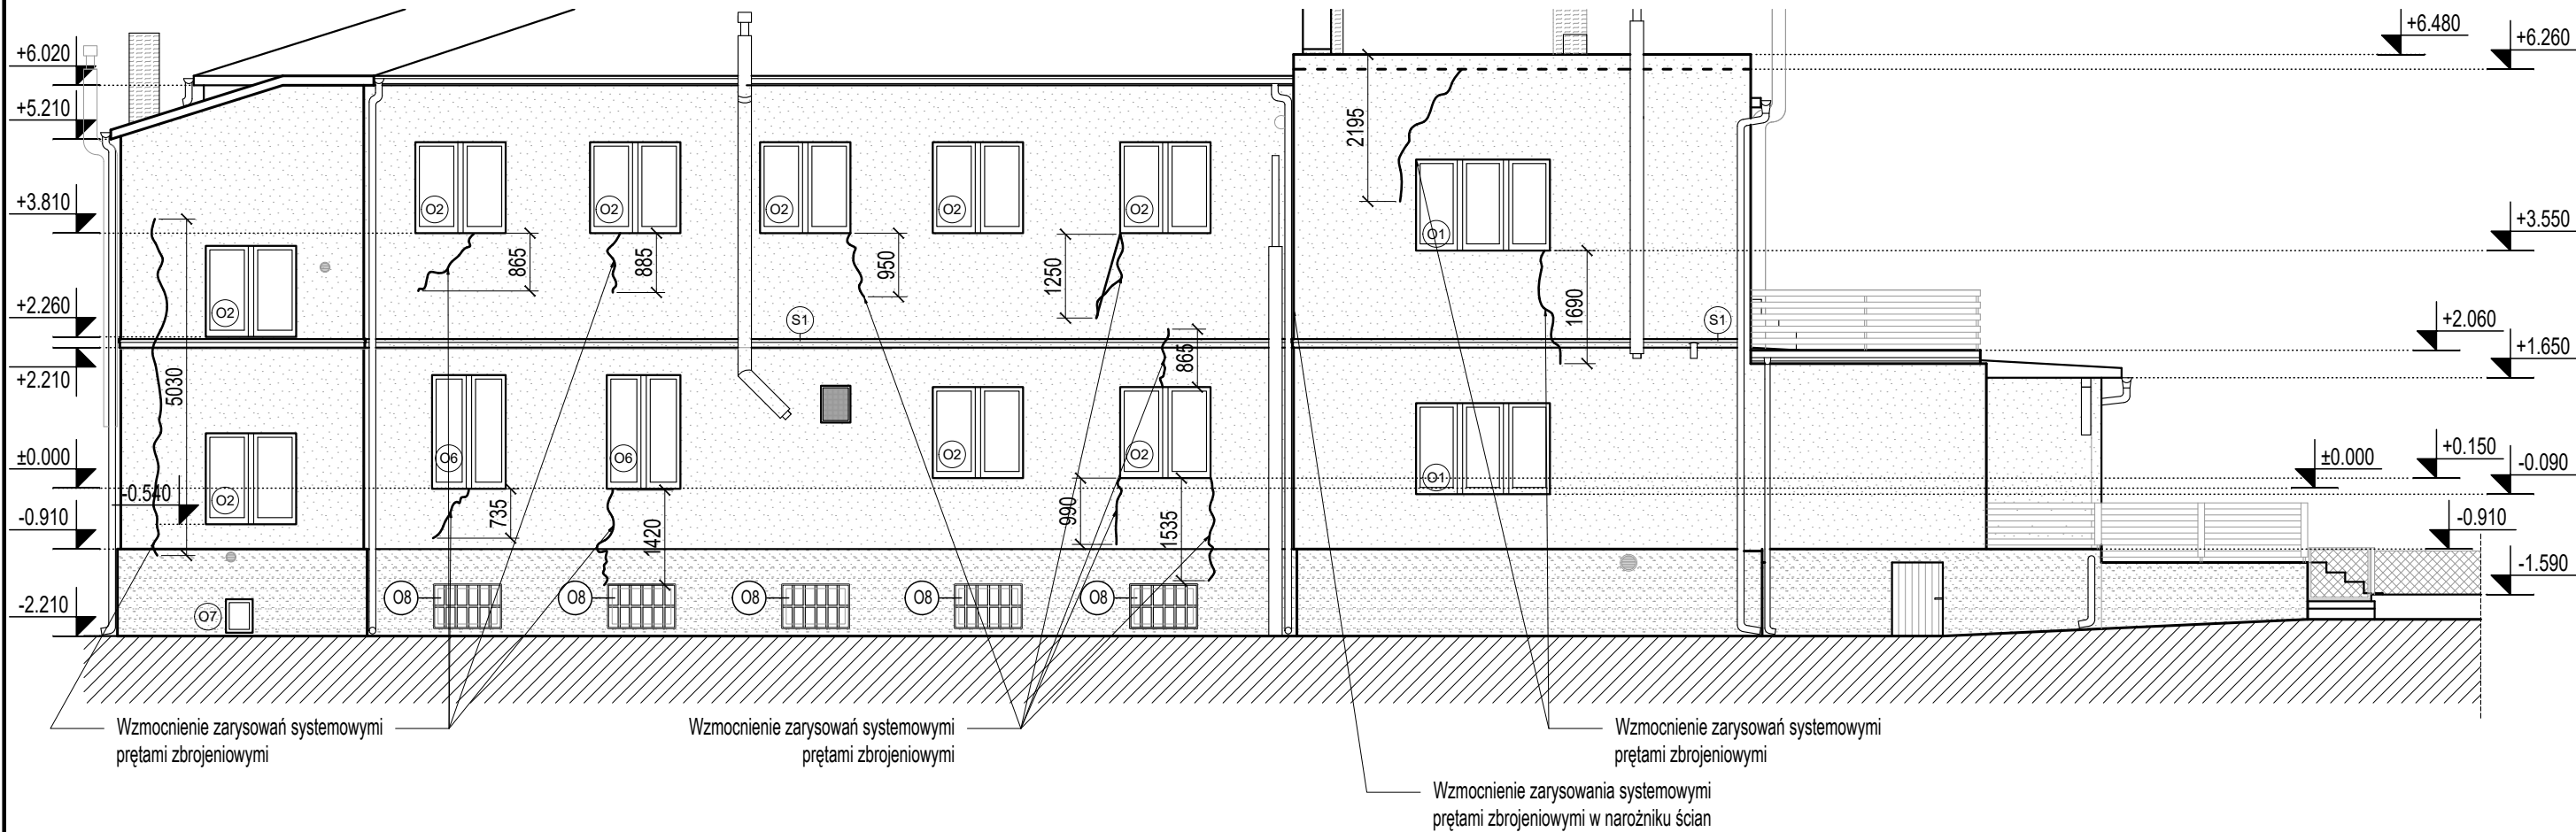 +6.480
+6.260
+6.020
+5.210
2195
+3.810
O2
O2
O2
O2
O2
O1
+3.550
865
885
950
1250
1690
+2.260
O2
S1
S1
+2.060
+2.210
865
+1.650
5030
±0.000
O6
O6
O2
O2
O1
±0.000
+0.150
-0.090
-0.540
O2
735
1420
990
1535
-0.910
-0.910
-1.590
-2.210
O7
O8
O8
O8
O8
O8
Wzmocnienie zarysowań systemowymi
prętami zbrojeniowymi
Wzmocnienie zarysowań systemowymi
prętami zbrojeniowymi
Wzmocnienie zarysowań systemowymi
prętami zbrojeniowymi
Wzmocnienie zarysowania systemowymi
prętami zbrojeniowymi w narożniku ścian